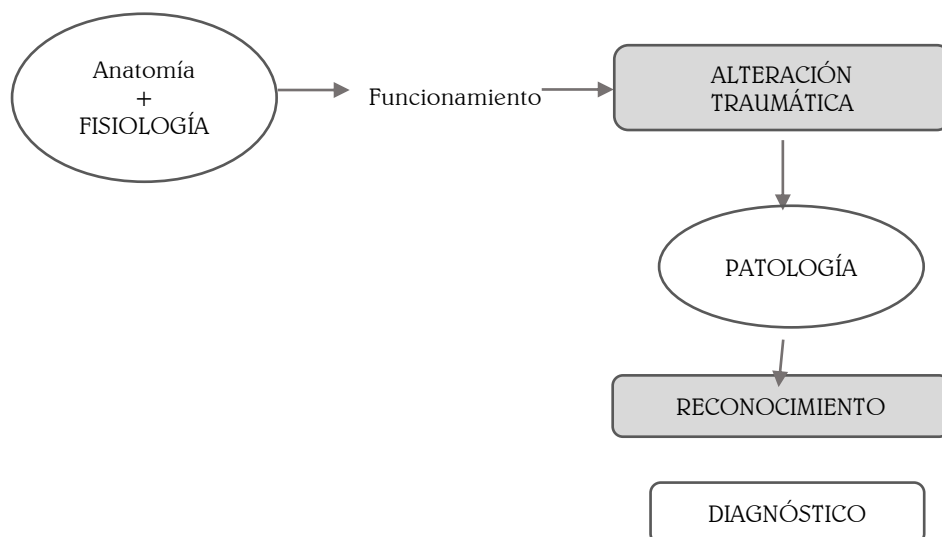 Anatomía
+
FISIOLOGÍA
Funcionamiento
ALTERACIÓN
TRAUMÁTICA
PATOLOGÍA
RECONOCIMIENTO
DIAGNÓSTICO